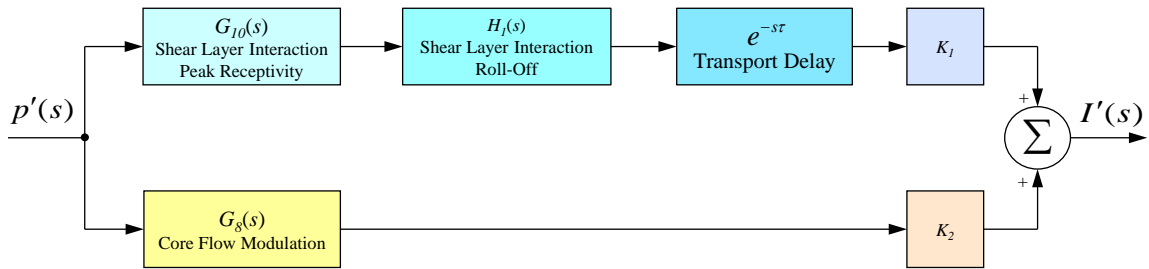 p′(s)
G₁₀(s)
Shear Layer Interaction
Peak Receptivity
H₁(s)
Shear Layer Interaction
Roll-Off
e⁻ˢᵗ
Transport Delay
K₁
+
Σ
+
I′(s)
G₈(s)
Core Flow Modulation
K₂